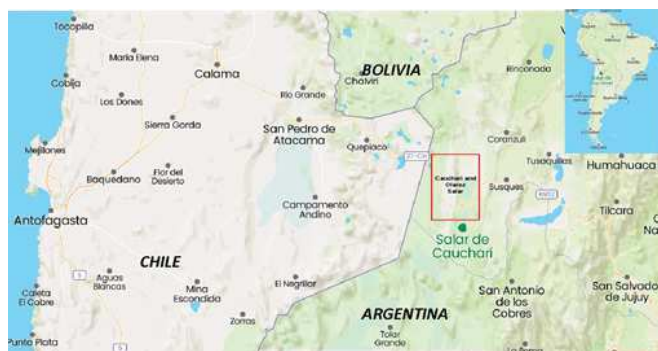 Tocopilla
Maria Elena
Cobija
Calama
Los Dones
Rio Grande
Sierra Gorda
San Pedro de
Atacama
Mejillones
Baquedano
Flor del
Desierto
Antofagasta
Campamento
Andino
CHILE
Aguas
Blancas
Mina
Escondida
El Negrillar
Caleta
El Cobre
Zorras
Punto Plata
BOLIVIA
Chalviri
Quepiaco
Rinconada
Coranzuli
Tusaquillas
Humahuaca
Cauchari and
Olaroz
Salar
Susques
Tilcara
Salar de
Cauchari
San Antonio
de los
Cobres
San Salvador
de Jujuy
ARGENTINA
Tolar
Grande